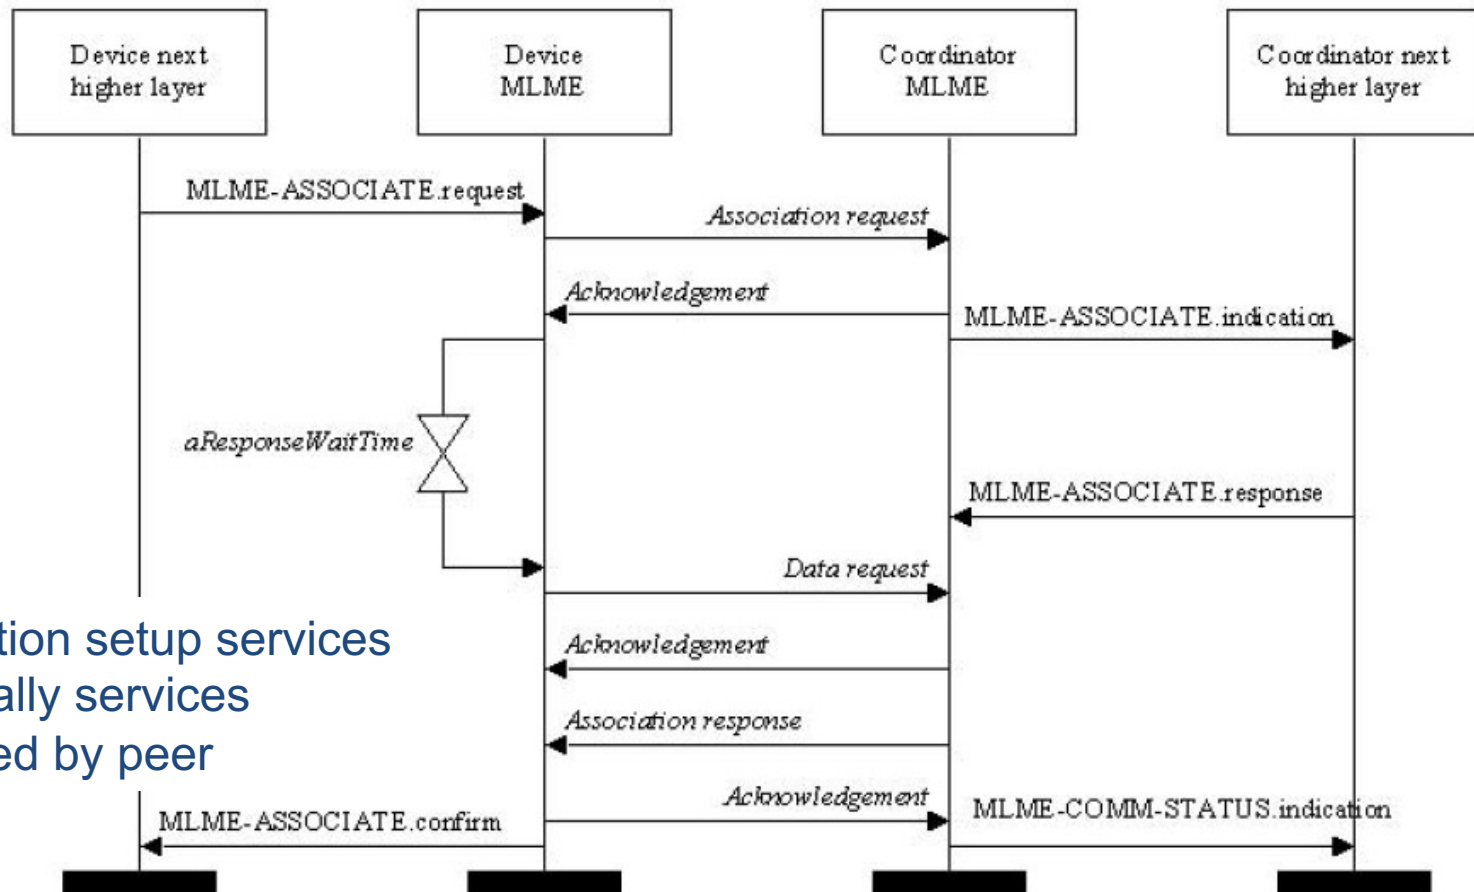 Device next
higher layer
Device
MLME
Coordinator
MLME
Coordinator next
higher layer
MLME-ASSOCIATE.request
Association request
Acknowledgement
MLME-ASSOCIATE.indication
aResponseWaitTime
MLME-ASSOCIATE.response
Data request
tion setup services
Acknowledgement
ally services
Association response
ed by peer
Acknowledgement
MLME-COMM-STATUS.indication
MLME-ASSOCIATE.confirm